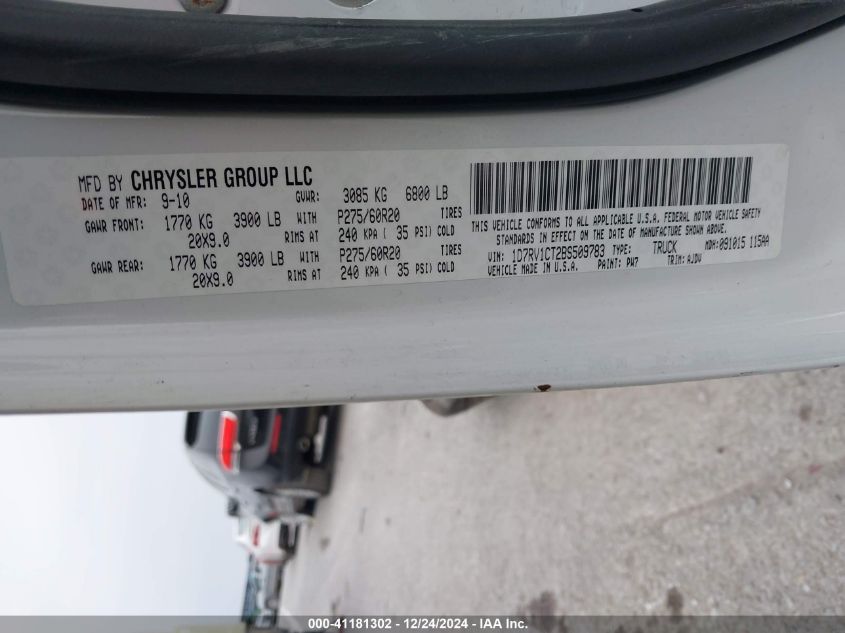 MFD BY CHRYSLER GROUP LLC
DATE OF MFR: 9-10 GVWR: 3085 KG 6800 LB
GAWR FRONT: 1770 KG 3900 LB WITH P275/60R20 TIRES
20X9.0 RIMS AT 240 KPA ( 35 PSI) COLD
GAWR REAR: 1770 KG 3900 LB WITH P275/60R20 TIRES
20X9.0 RIMS AT 240 KPA ( 35 PSI) COLD
THIS VEHICLE CONFORMS TO ALL APPLICABLE U.S.A. FEDERAL MOTOR VEHICLE SAFETY
STANDARDS IN EFFECT ON THE DATE OF MANUFACTURE SHOWN ABOVE.
VIN: 1D7RV1CT2BS509783 TYPE: TRUCK MDH: 091015 115AA
VEHICLE MADE IN U.S.A. PAINT: PW7 TRIM: AJDV
000-41181302 - 12/24/2024 - IAA Inc.